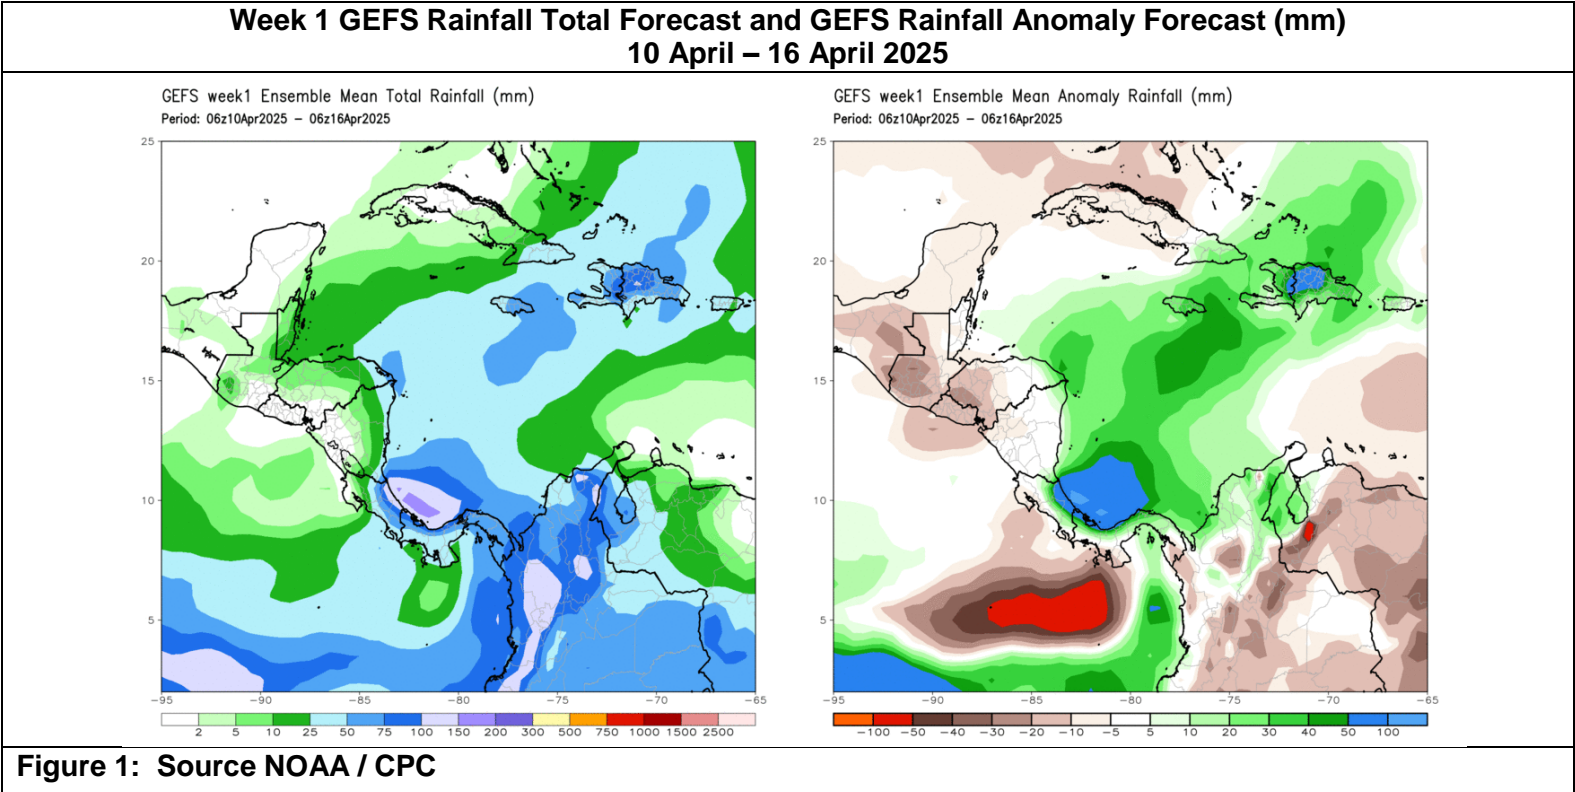 Week 1 GEFS Rainfall Total Forecast and GEFS Rainfall Anomaly Forecast (mm)
10 April – 16 April 2025
GEFS week1 Ensemble Mean Total Rainfall (mm)
Period: 06z10Apr2025 – 06z16Apr2025
25
20
15
10
5
−95 −90 −85 −80 −75 −70 −65
2 5 10 25 50 75 100 150 200 300 500 750 1000 1500 2500
GEFS week1 Ensemble Mean Anomaly Rainfall (mm)
Period: 06z10Apr2025 – 06z16Apr2025
25
20
15
10
5
−95 −90 −85 −80 −75 −70 −65
−100 −50 −40 −30 −20 −10 −5 5 10 20 30 40 50 100
Figure 1: Source NOAA / CPC